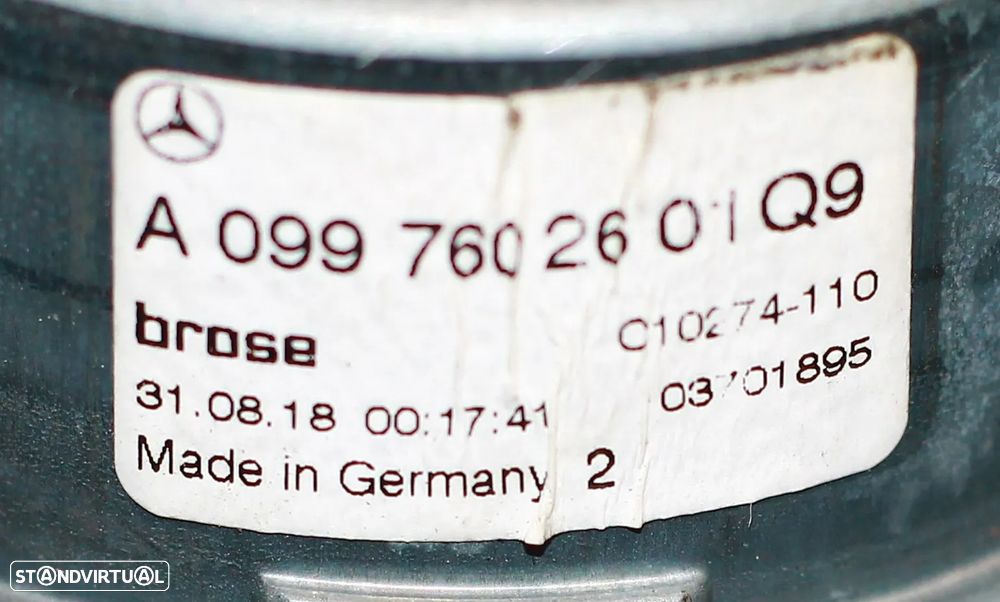 A 099 760 26 01 Q9
brose
C10274-110
31.08.18 00:17:41
03701895
Made in Germany 2
STANDVIRTUAL